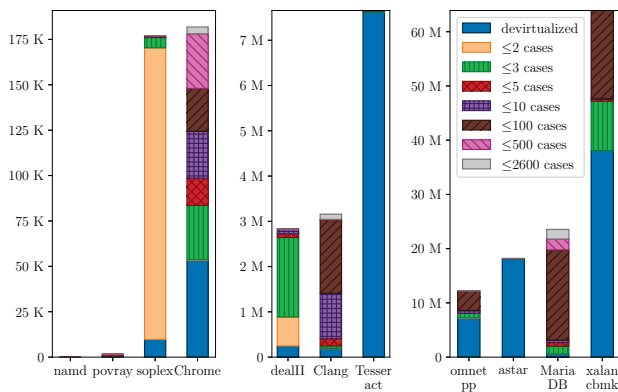 175 K
150 K
125 K
100 K
75 K
50 K
25 K
0
namd povray soplex Chrome
7 M
6 M
5 M
4 M
3 M
2 M
1 M
0
dealII Clang Tesser
act
60 M
50 M
40 M
30 M
20 M
10 M
0
omnet astar Maria xalan
pp DB cbmk
devirtualized
≤2 cases
≤3 cases
≤5 cases
≤10 cases
≤100 cases
≤500 cases
≤2600 cases